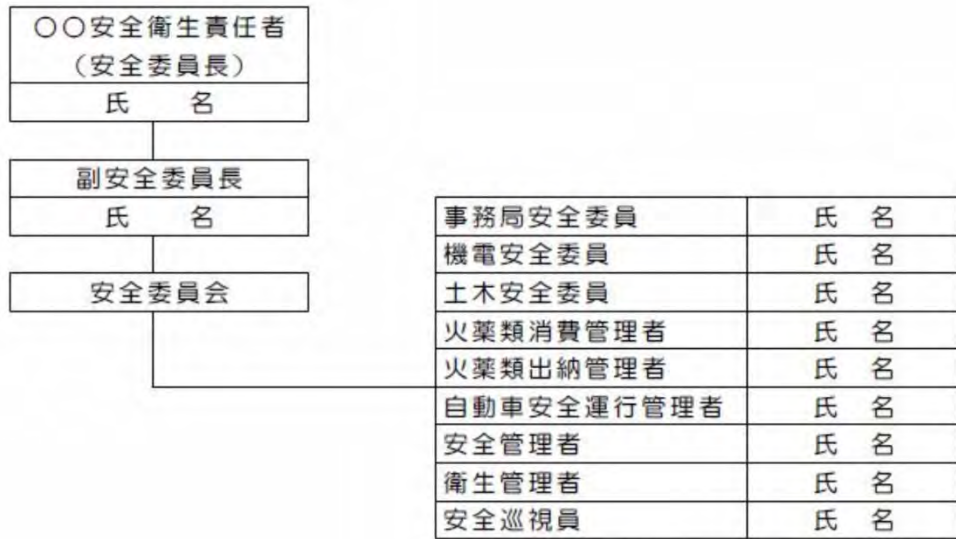 〇〇安全衛生責任者
（安全委員長）
氏　　名
副安全委員長
氏　　名
安全委員会
事務局安全委員　氏　名
機電安全委員　氏　名
土木安全委員　氏　名
火薬類消費管理者　氏　名
火薬類出納管理者　氏　名
自動車安全運行管理者　氏　名
安全管理者　氏　名
衛生管理者　氏　名
安全巡視員　氏　名